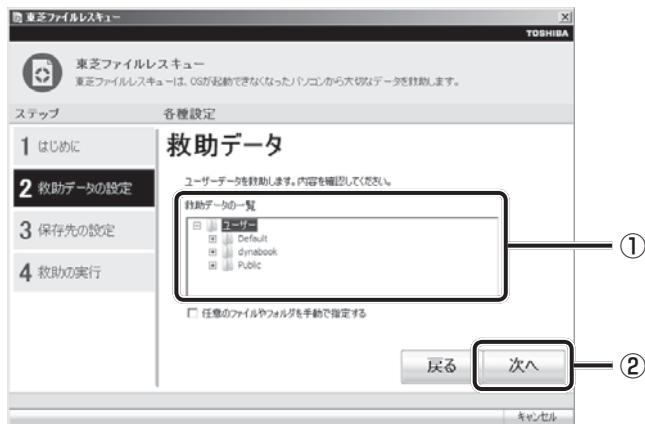 東芝ファイルレスキュー
TOSHIBA
東芝ファイルレスキュー
東芝ファイルレスキューは、OSが起動できなくなったパソコンから大切なデータを救助します。
ステップ
各種設定
1 はじめに
2 救助データの設定
3 保存先の設定
4 救助の実行
救助データ
ユーザーデータを救助します。内容を確認してください。
救助データの一覧
ユーザー
Default
dynabook
Public
①
任意のファイルやフォルダを手動で指定する
戻る
次へ
②
キャンセル